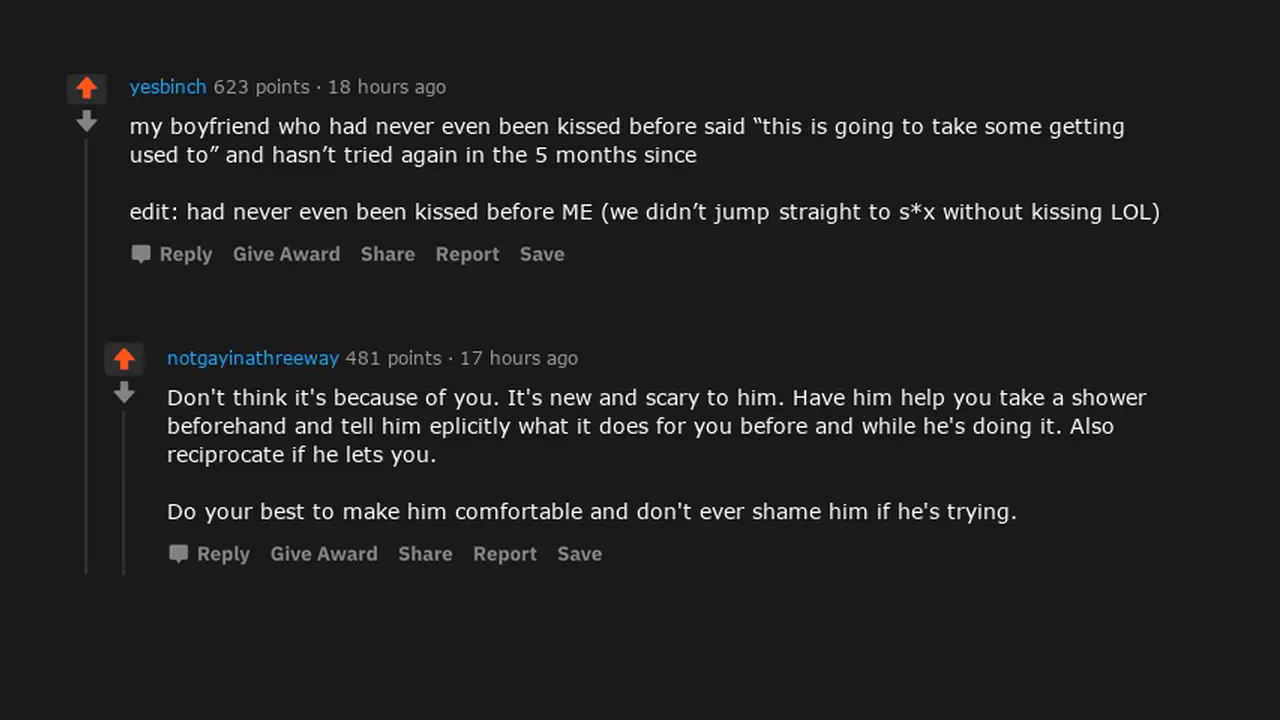 yesbinch 623 points · 18 hours ago
my boyfriend who had never even been kissed before said “this is going to take some getting
used to” and hasn’t tried again in the 5 months since
edit: had never even been kissed before ME (we didn’t jump straight to s*x without kissing LOL)
Reply Give Award Share Report Save
notgayinathreeway 481 points · 17 hours ago
Don't think it's because of you. It's new and scary to him. Have him help you take a shower
beforehand and tell him eplicitly what it does for you before and while he's doing it. Also
reciprocate if he lets you.
Do your best to make him comfortable and don't ever shame him if he's trying.
Reply Give Award Share Report Save